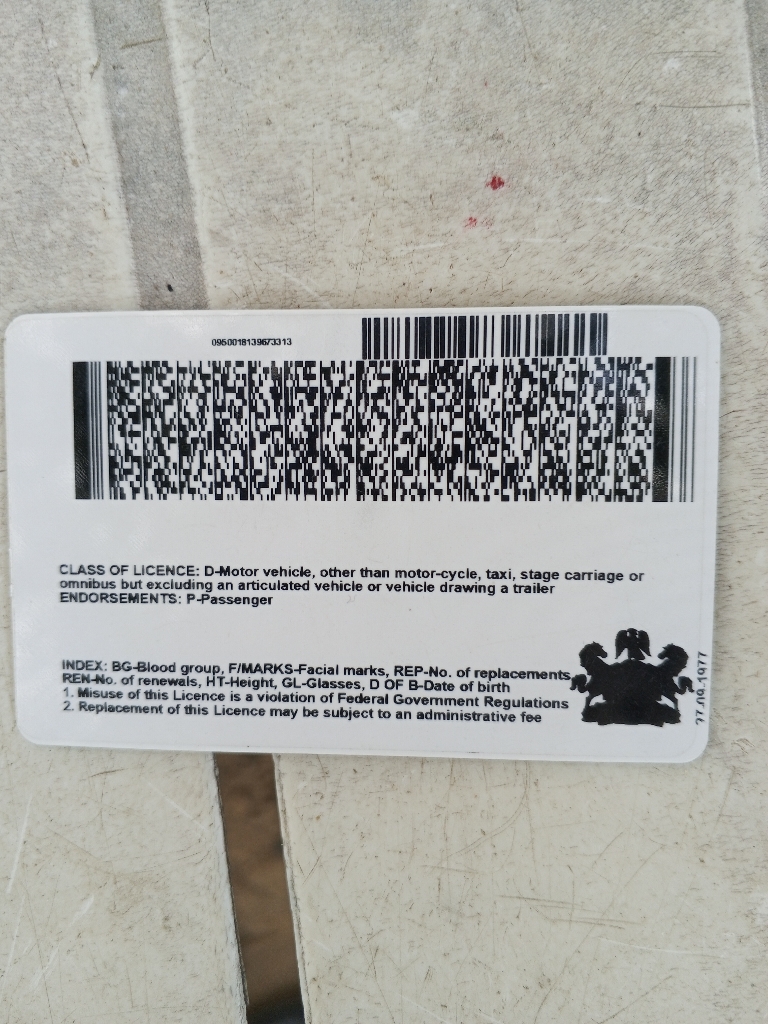 0950018139673313
CLASS OF LICENCE: D-Motor vehicle, other than motor-cycle, taxi, stage carriage or
omnibus but excluding an articulated vehicle or vehicle drawing a trailer
ENDORSEMENTS: P-Passenger
INDEX: BG-Blood group, F/MARKS-Facial marks, REP-No. of replacements,
REN-No. of renewals, HT-Height, GL-Glasses, D OF B-Date of birth
1. Misuse of this Licence is a violation of Federal Government Regulations
2. Replacement of this Licence may be subject to an administrative fee
27.09.1977